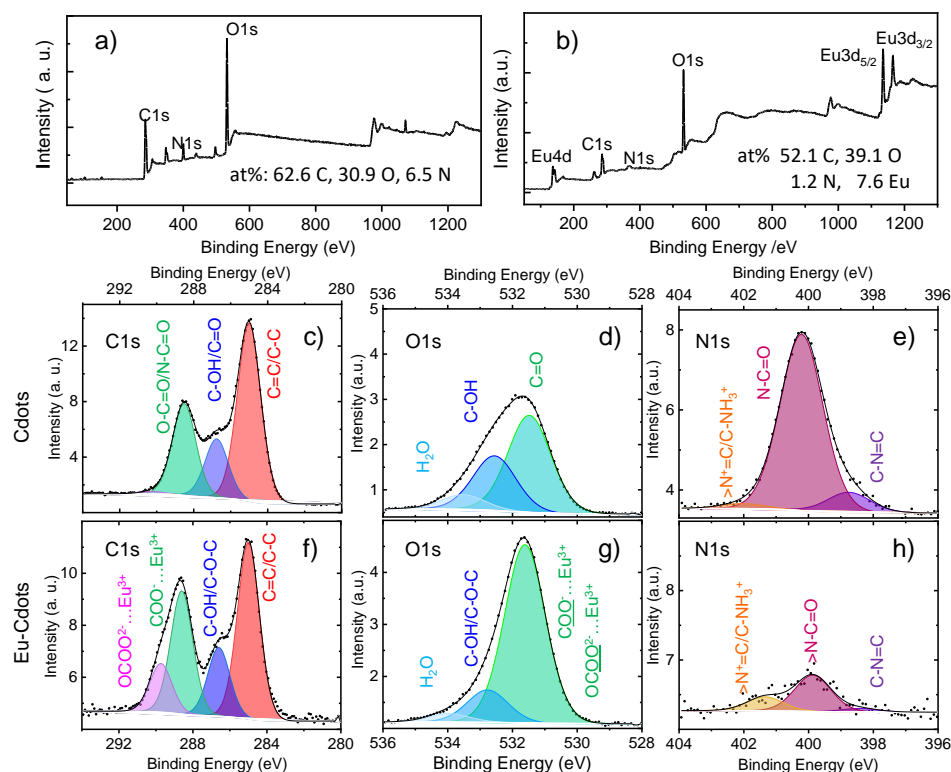 a)
O1s
C1s
N1s
at%: 62.6 C, 30.9 O, 6.5 N
Intensity ( a. u.)
200 400 600 800 1000 1200
Binding Energy (eV)
b)
Eu3d3/2
Eu3d5/2
O1s
Eu4d
C1s
N1s
at% 52.1 C, 39.1 O
1.2 N, 7.6 Eu
Intensity (a.u.)
200 400 600 800 1000 1200
Binding Energy /eV
Cdots
Binding Energy (eV)
292 288 284 280
C1s
c)
O-C=O/N-C=O
C-OH/C=O
C=C/C-C
Intensity (a. u.)
12
8
4
Binding Energy (eV)
536 534 532 530 528
O1s
d)
H2O
C-OH
C=O
Intensity (a.u.)
5
4
3
2
1
Binding Energy (eV)
404 402 400 398 396
N1s
e)
>N+=C/C-NH3+
N-C=O
C-N=C
Intensity (a.u.)
8
6
4
Eu-Cdots
C1s
f)
OCOO2-...Eu3+
COO-...Eu3+
C-OH/C-O-C
C=C/C-C
Intensity (a. u.)
10
8
6
292 288 284 280
Binding Energy (eV)
O1s
g)
H2O
C-OH/C-O-C
COO-...Eu3+
OCOO2-...Eu3+
Intensity (a.u.)
4
3
2
1
536 534 532 530 528
Binding Energy (eV)
N1s
h)
>N+=C/C-NH3+
>N-C=O
C-N=C
Intensity (a.u.)
8
7
404 402 400 398 396
Binding Energy (eV)